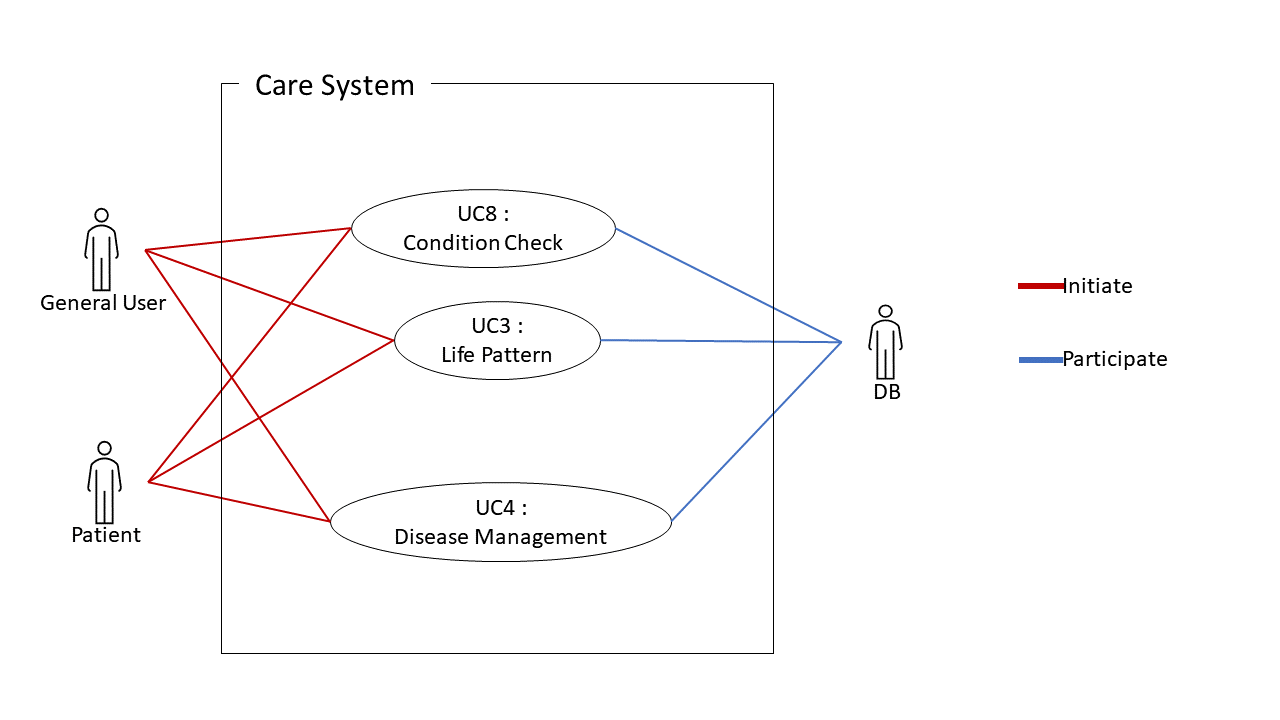 Care System
UC8 :
Condition Check
General User
UC3 :
Life Pattern
Patient
UC4 :
Disease Management
DB
Initiate
Participate